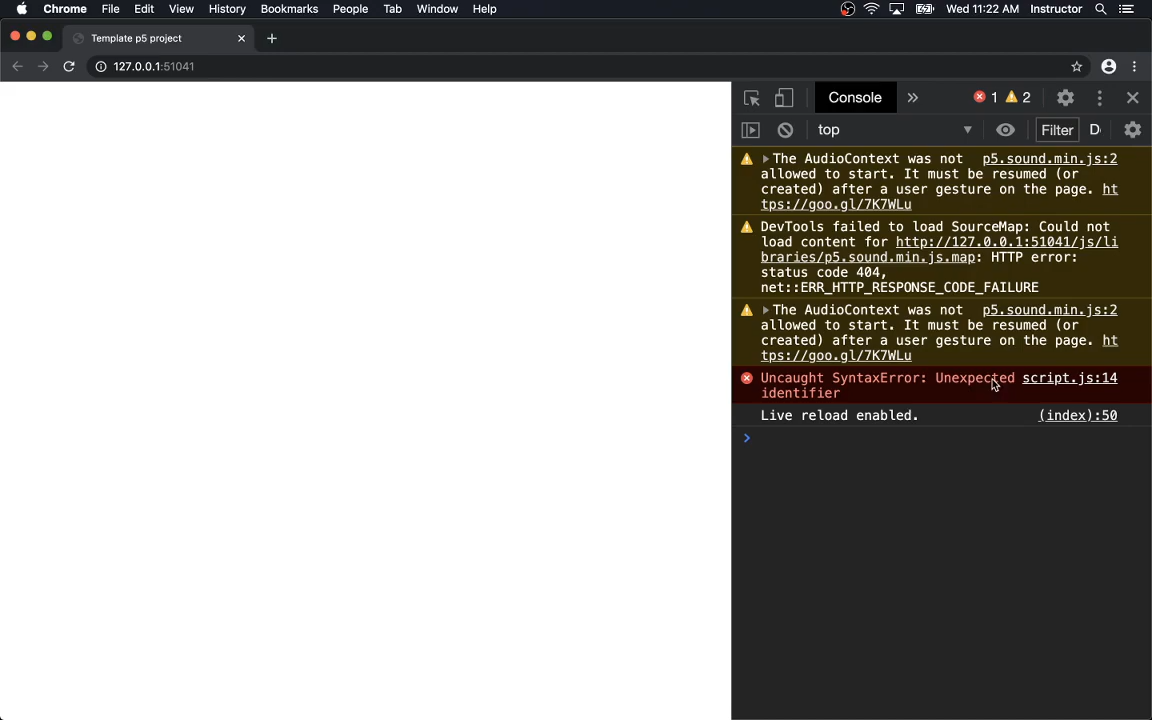 Chrome File Edit View History Bookmarks People Tab Window Help Wed 11:22 AM Instructor
Template p5 project
127.0.0.1:51041
Console 1 2
top Filter
The AudioContext was not p5.sound.min.js:2
allowed to start. It must be resumed (or
created) after a user gesture on the page. ht
tps://goo.gl/7K7WLu
DevTools failed to load SourceMap: Could not
load content for http://127.0.0.1:51041/js/li
braries/p5.sound.min.js.map: HTTP error:
status code 404,
net::ERR_HTTP_RESPONSE_CODE_FAILURE
The AudioContext was not p5.sound.min.js:2
allowed to start. It must be resumed (or
created) after a user gesture on the page. ht
tps://goo.gl/7K7WLu
Uncaught SyntaxError: Unexpected script.js:14
identifier
Live reload enabled. (index):50